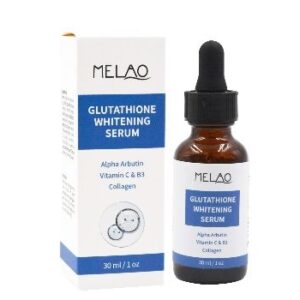 MELAO
GLUTATHIONE
WHITENING
SERUM
Alpha Arbutin
Vitamin C & B3
Collagen
30 ml / 1 oz
MELAO
GLUTATHIONE
WHITENING
SERUM
Alpha Arbutin
Vitamin C & B3
Collagen
30 ml / 1 oz